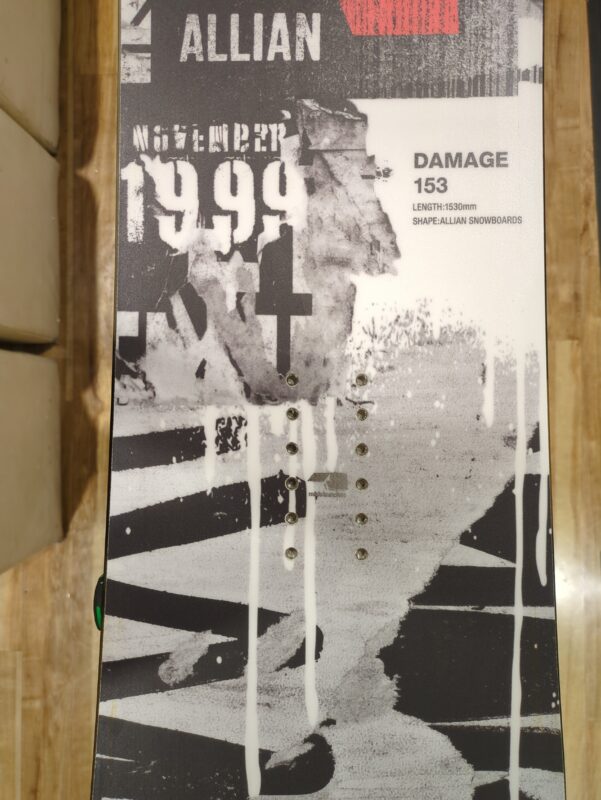 ALLIAN
NOVEMBER
1999
DAMAGE
153
LENGTH:1530mm
SHAPE:ALLIAN SNOWBOARDS